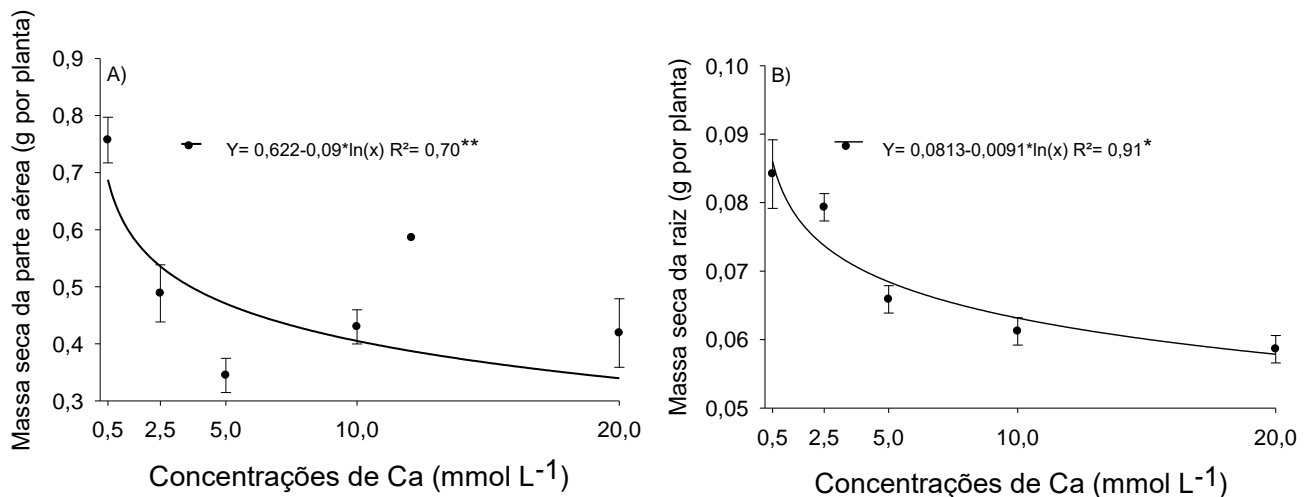 Massa seca da parte aérea (g por planta)
A)
0,9
0,8
0,7
0,6
0,5
0,4
0,3
Y= 0,622-0,09*ln(x) R²= 0,70**
0,5 2,5 5,0 10,0 20,0
Concentrações de Ca (mmol L-1)
Massa seca da raiz (g por planta)
B)
0,10
0,09
0,08
0,07
0,06
0,05
Y= 0,0813-0,0091*ln(x) R²= 0,91*
0,5 2,5 5,0 10,0 20,0
Concentrações de Ca (mmol L-1)